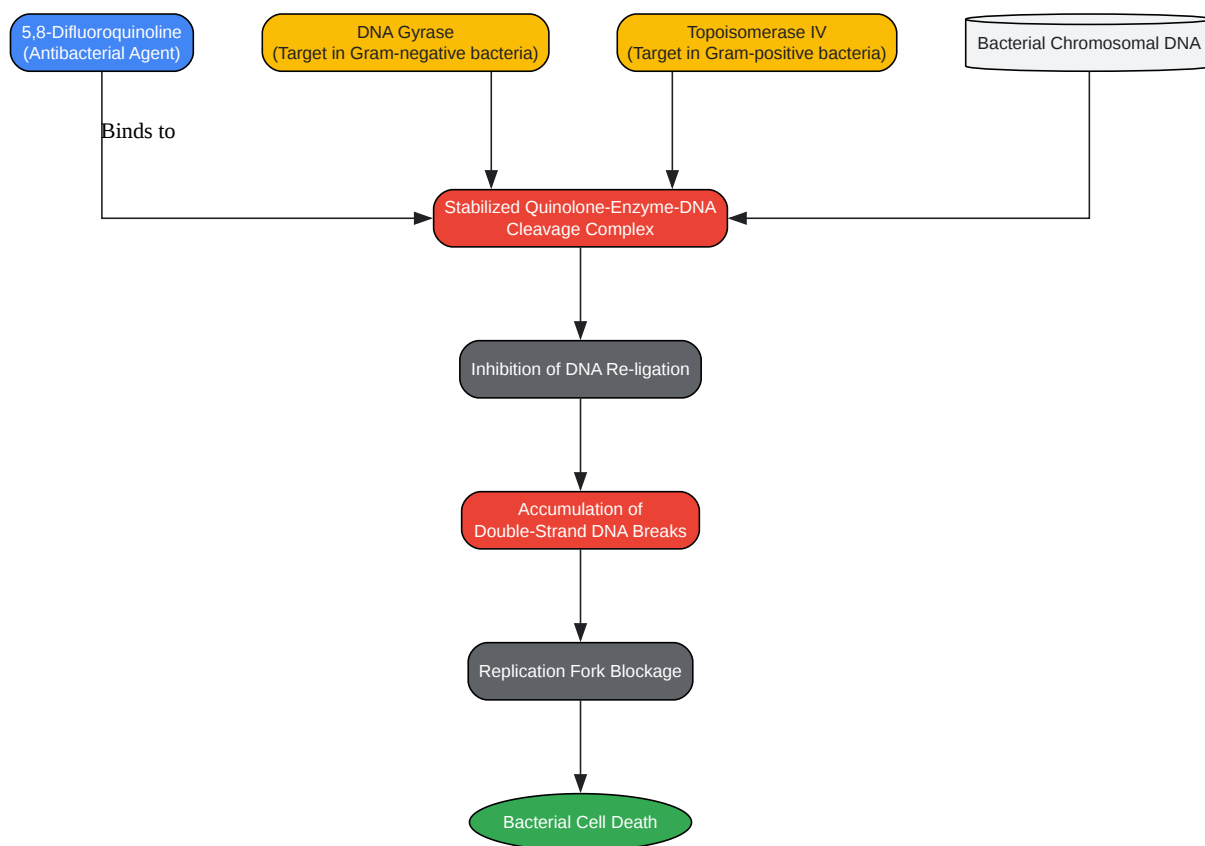 5,8-Difluoroquinoline
(Antibacterial Agent)
DNA Gyrase
(Target in Gram-negative bacteria)
Topoisomerase IV
(Target in Gram-positive bacteria)
Bacterial Chromosomal DNA
Binds to
Stabilized Quinolone-Enzyme-DNA
Cleavage Complex
Inhibition of DNA Re-ligation
Accumulation of
Double-Strand DNA Breaks
Replication Fork Blockage
Bacterial Cell Death